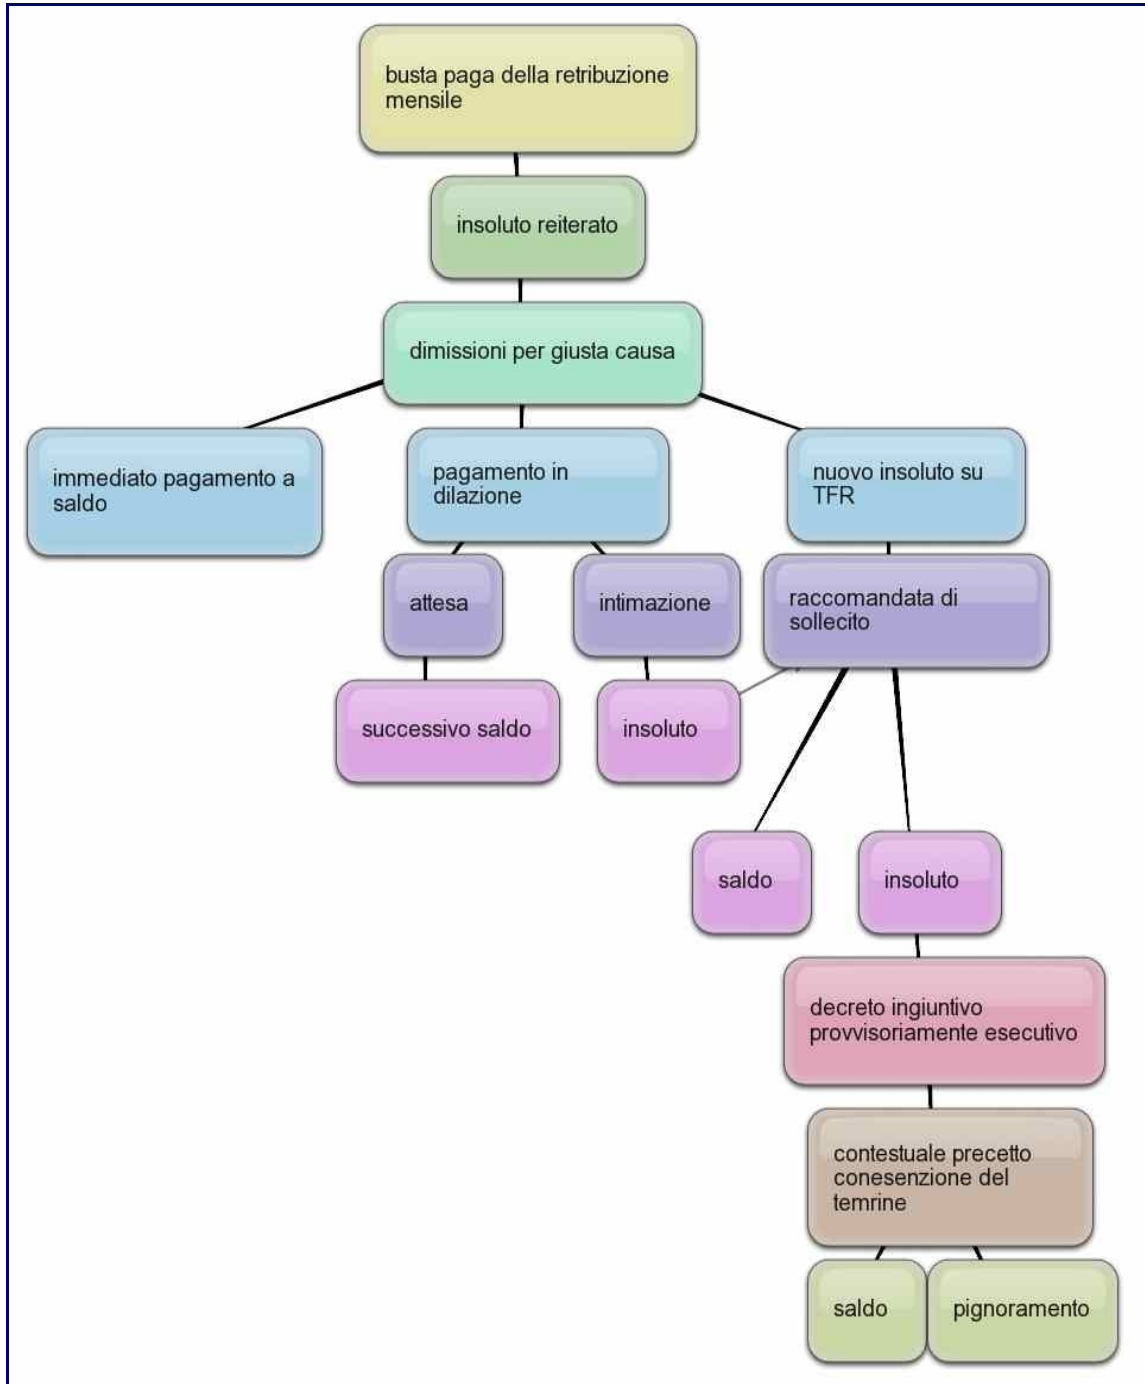 busta paga della retribuzione
mensile
insoluto reiterato
dimissioni per giusta causa
immediato pagamento a
saldo
pagamento in
dilazione
nuovo insoluto su
TFR
attesa
intimazione
raccomandata di
sollecito
successivo saldo
insoluto
saldo
insoluto
decreto ingiuntivo
provvisoriamente esecutivo
contestuale precetto
conesenzione del
temrine
saldo
pignoramento